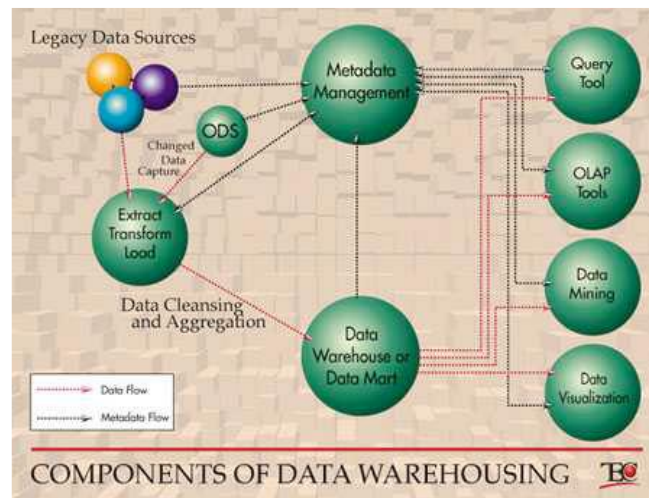 Legacy Data Sources
Metadata
Management
Query
Tool
ODS
Changed
Data
Capture
OLAP
Tools
Extract
Transform
Load
Data
Mining
Data Cleansing
and Aggregation
Data
Warehouse or
Data Mart
Data
Visualization
Data Flow
Metadata Flow
COMPONENTS OF DATA WAREHOUSING